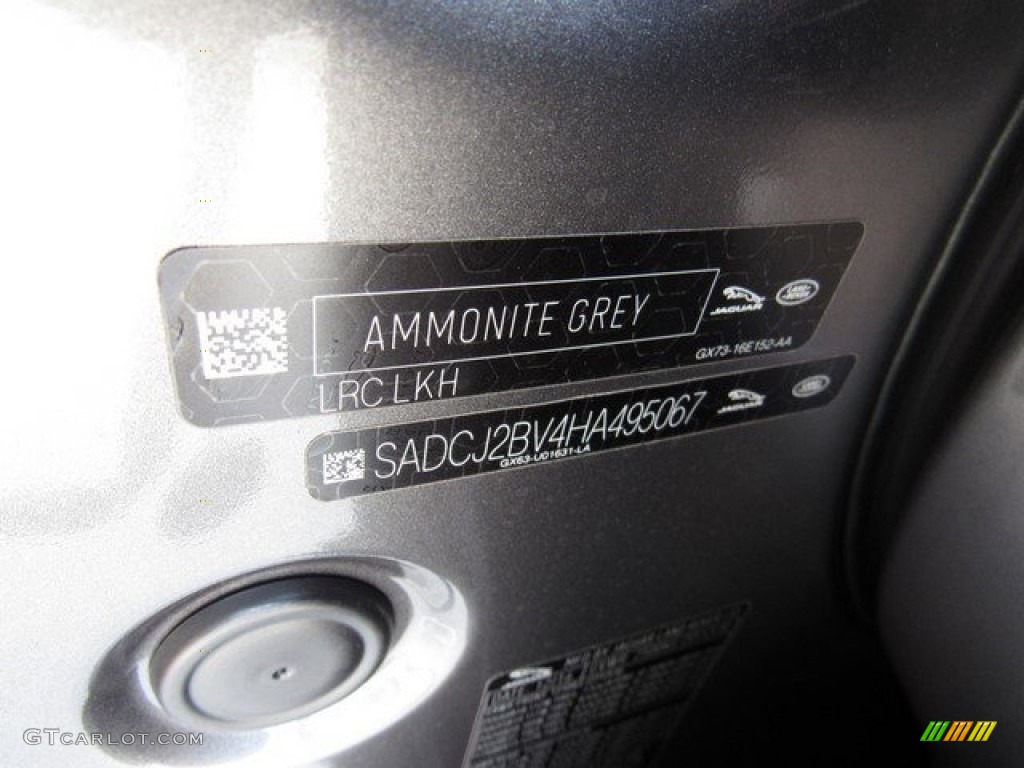 AMMONITE GREY
JAGUAR
LAND ROVER
GX73-16E152-AA
LRC LKH
SADCJ2BV4HA495067
GX63-U01631-LA
JAGUAR
GTCARLOT.COM